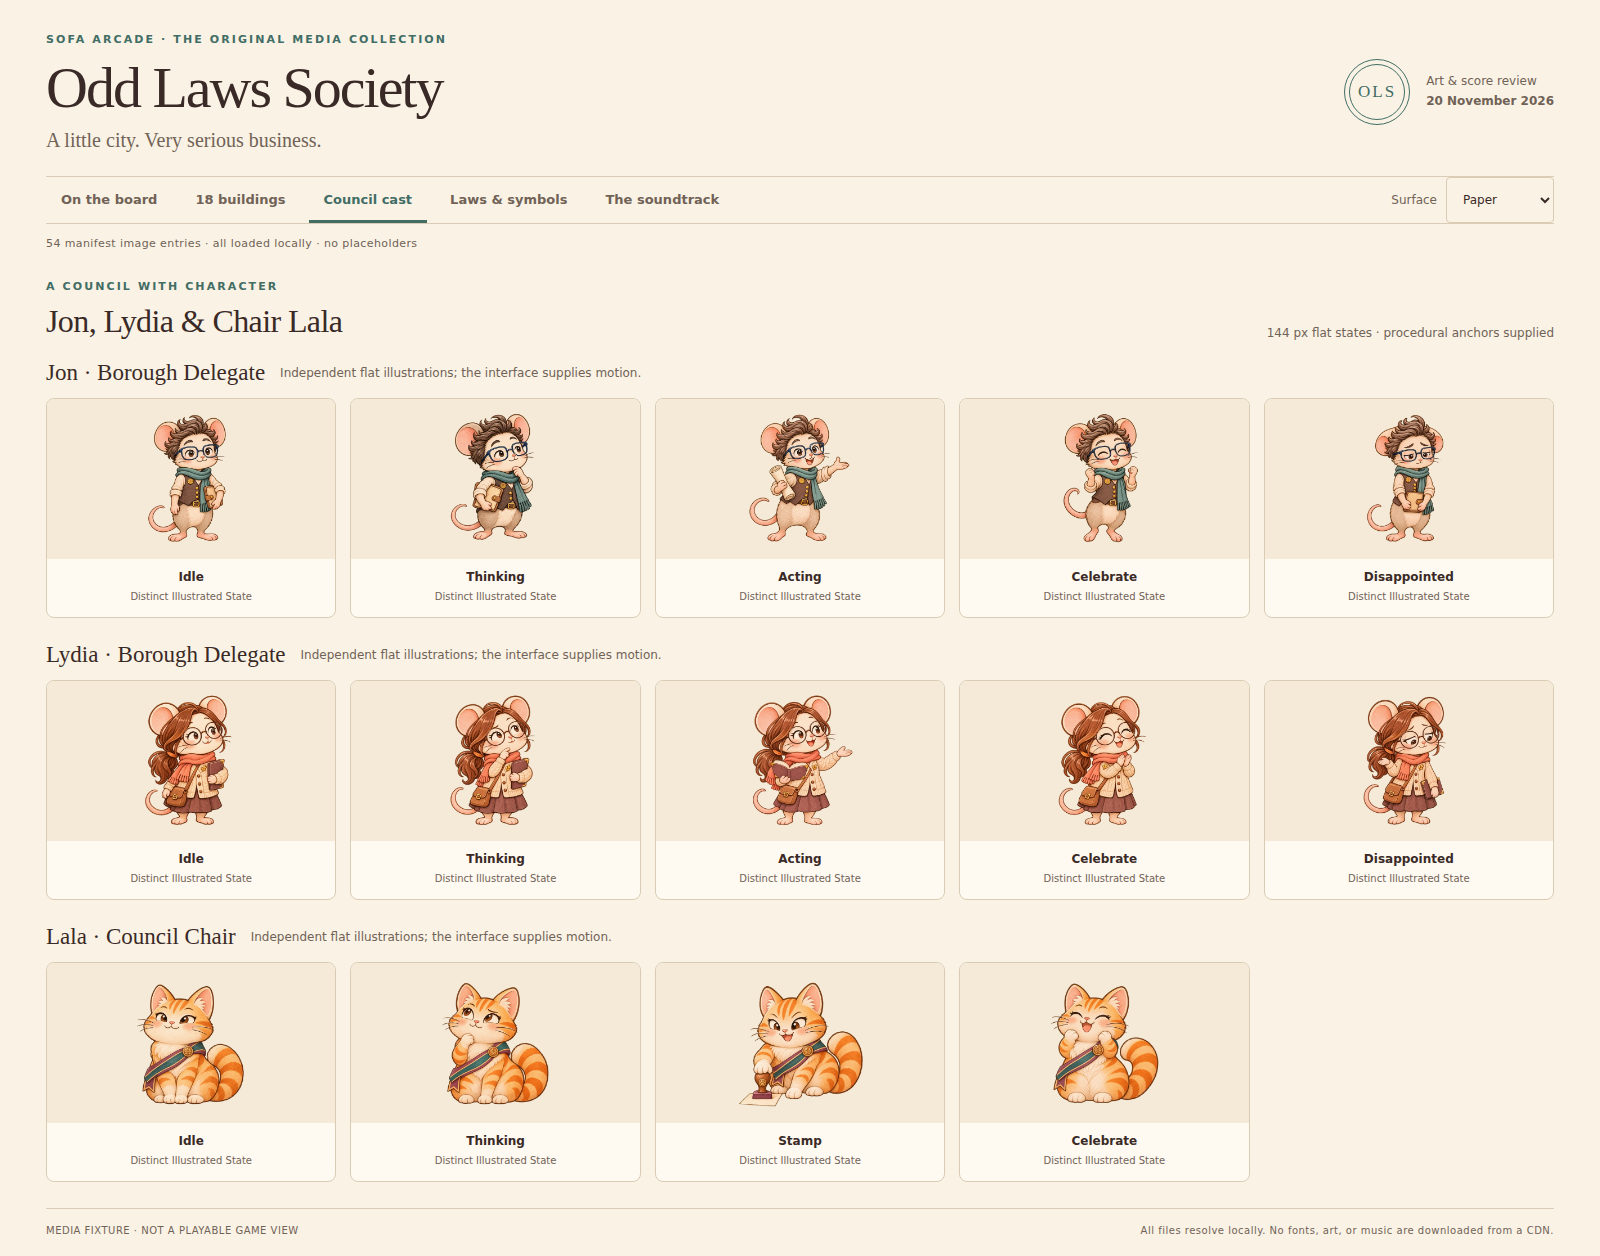 SOFA ARCADE · THE ORIGINAL MEDIA COLLECTION
Odd Laws Society
A little city. Very serious business.
OLS
Art & score review
20 November 2026
On the board
18 buildings
Council cast
Laws & symbols
The soundtrack
Surface
Paper
54 manifest image entries · all loaded locally · no placeholders
A COUNCIL WITH CHARACTER
Jon, Lydia & Chair Lala
144 px flat states · procedural anchors supplied
Jon · Borough Delegate
Independent flat illustrations; the interface supplies motion.
Idle
Distinct Illustrated State
Thinking
Distinct Illustrated State
Acting
Distinct Illustrated State
Celebrate
Distinct Illustrated State
Disappointed
Distinct Illustrated State
Lydia · Borough Delegate
Independent flat illustrations; the interface supplies motion.
Idle
Distinct Illustrated State
Thinking
Distinct Illustrated State
Acting
Distinct Illustrated State
Celebrate
Distinct Illustrated State
Disappointed
Distinct Illustrated State
Lala · Council Chair
Independent flat illustrations; the interface supplies motion.
Idle
Distinct Illustrated State
Thinking
Distinct Illustrated State
Stamp
Distinct Illustrated State
Celebrate
Distinct Illustrated State
MEDIA FIXTURE · NOT A PLAYABLE GAME VIEW
All files resolve locally. No fonts, art, or music are downloaded from a CDN.